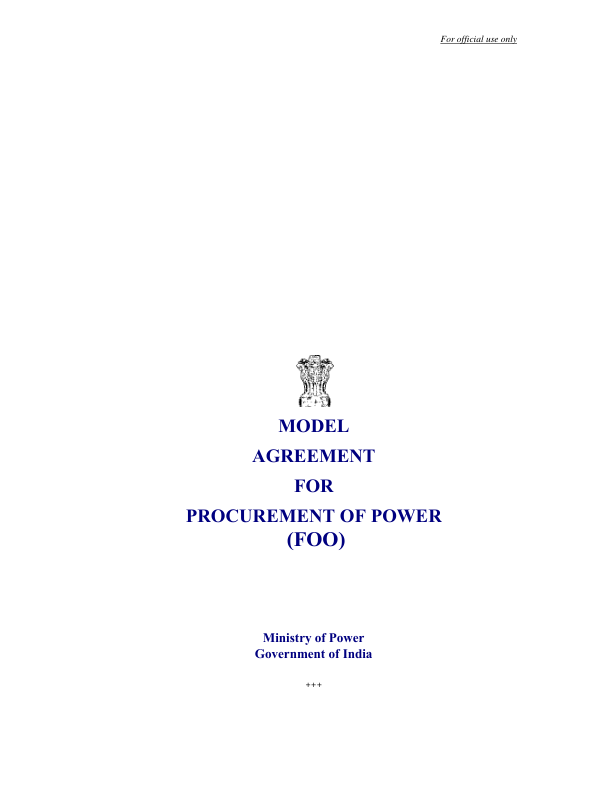 For official use only
MODEL
AGREEMENT
FOR
PROCUREMENT OF POWER
(FOO)
Ministry of Power
Government of India
+++